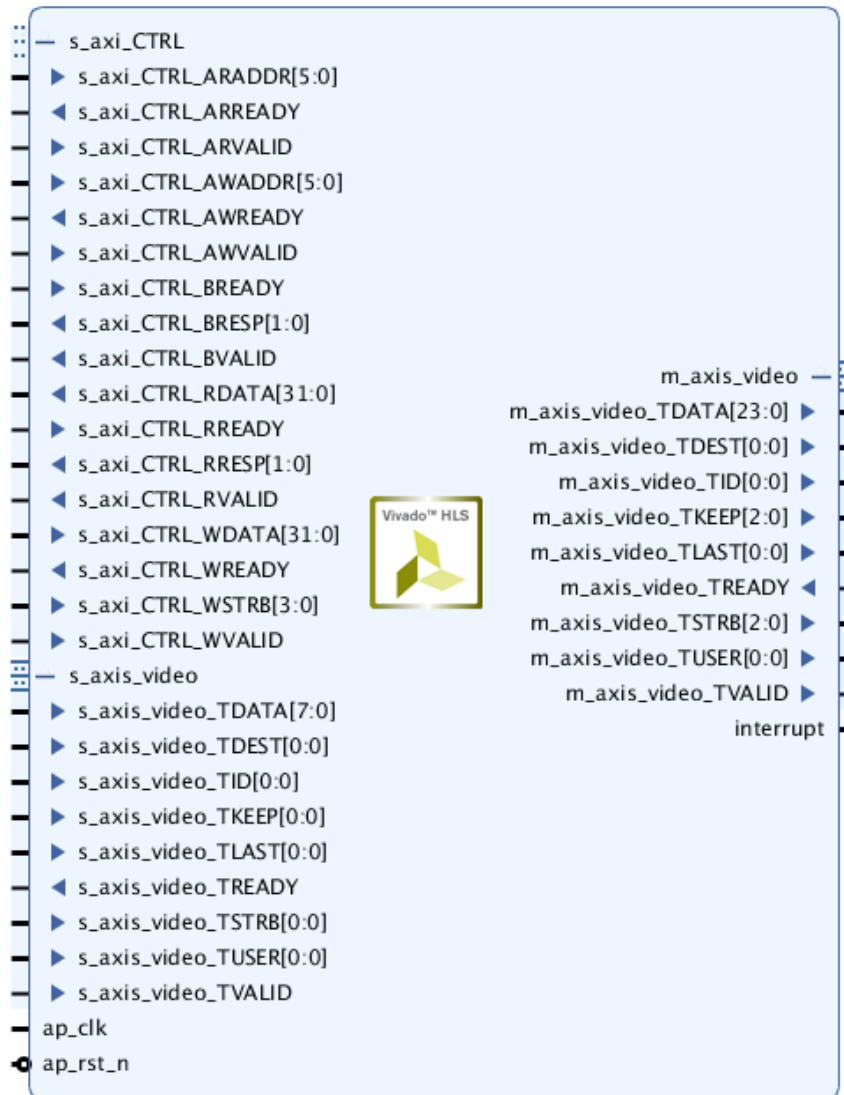 s_axi_CTRL
s_axi_CTRL_ARADDR[5:0]
s_axi_CTRL_ARREADY
s_axi_CTRL_ARVALID
s_axi_CTRL_AWADDR[5:0]
s_axi_CTRL_AWREADY
s_axi_CTRL_AWVALID
s_axi_CTRL_BREADY
s_axi_CTRL_BRESP[1:0]
s_axi_CTRL_BVALID
s_axi_CTRL_RDATA[31:0]
s_axi_CTRL_RREADY
s_axi_CTRL_RRESP[1:0]
s_axi_CTRL_RVALID
s_axi_CTRL_WDATA[31:0]
s_axi_CTRL_WREADY
s_axi_CTRL_WSTRB[3:0]
s_axi_CTRL_WVALID
s_axis_video
s_axis_video_TDATA[7:0]
s_axis_video_TDEST[0:0]
s_axis_video_TID[0:0]
s_axis_video_TKEEP[0:0]
s_axis_video_TLAST[0:0]
s_axis_video_TREADY
s_axis_video_TSTRB[0:0]
s_axis_video_TUSER[0:0]
s_axis_video_TVALID
ap_clk
ap_rst_n
Vivado™ HLS
m_axis_video
m_axis_video_TDATA[23:0]
m_axis_video_TDEST[0:0]
m_axis_video_TID[0:0]
m_axis_video_TKEEP[2:0]
m_axis_video_TLAST[0:0]
m_axis_video_TREADY
m_axis_video_TSTRB[2:0]
m_axis_video_TUSER[0:0]
m_axis_video_TVALID
interrupt